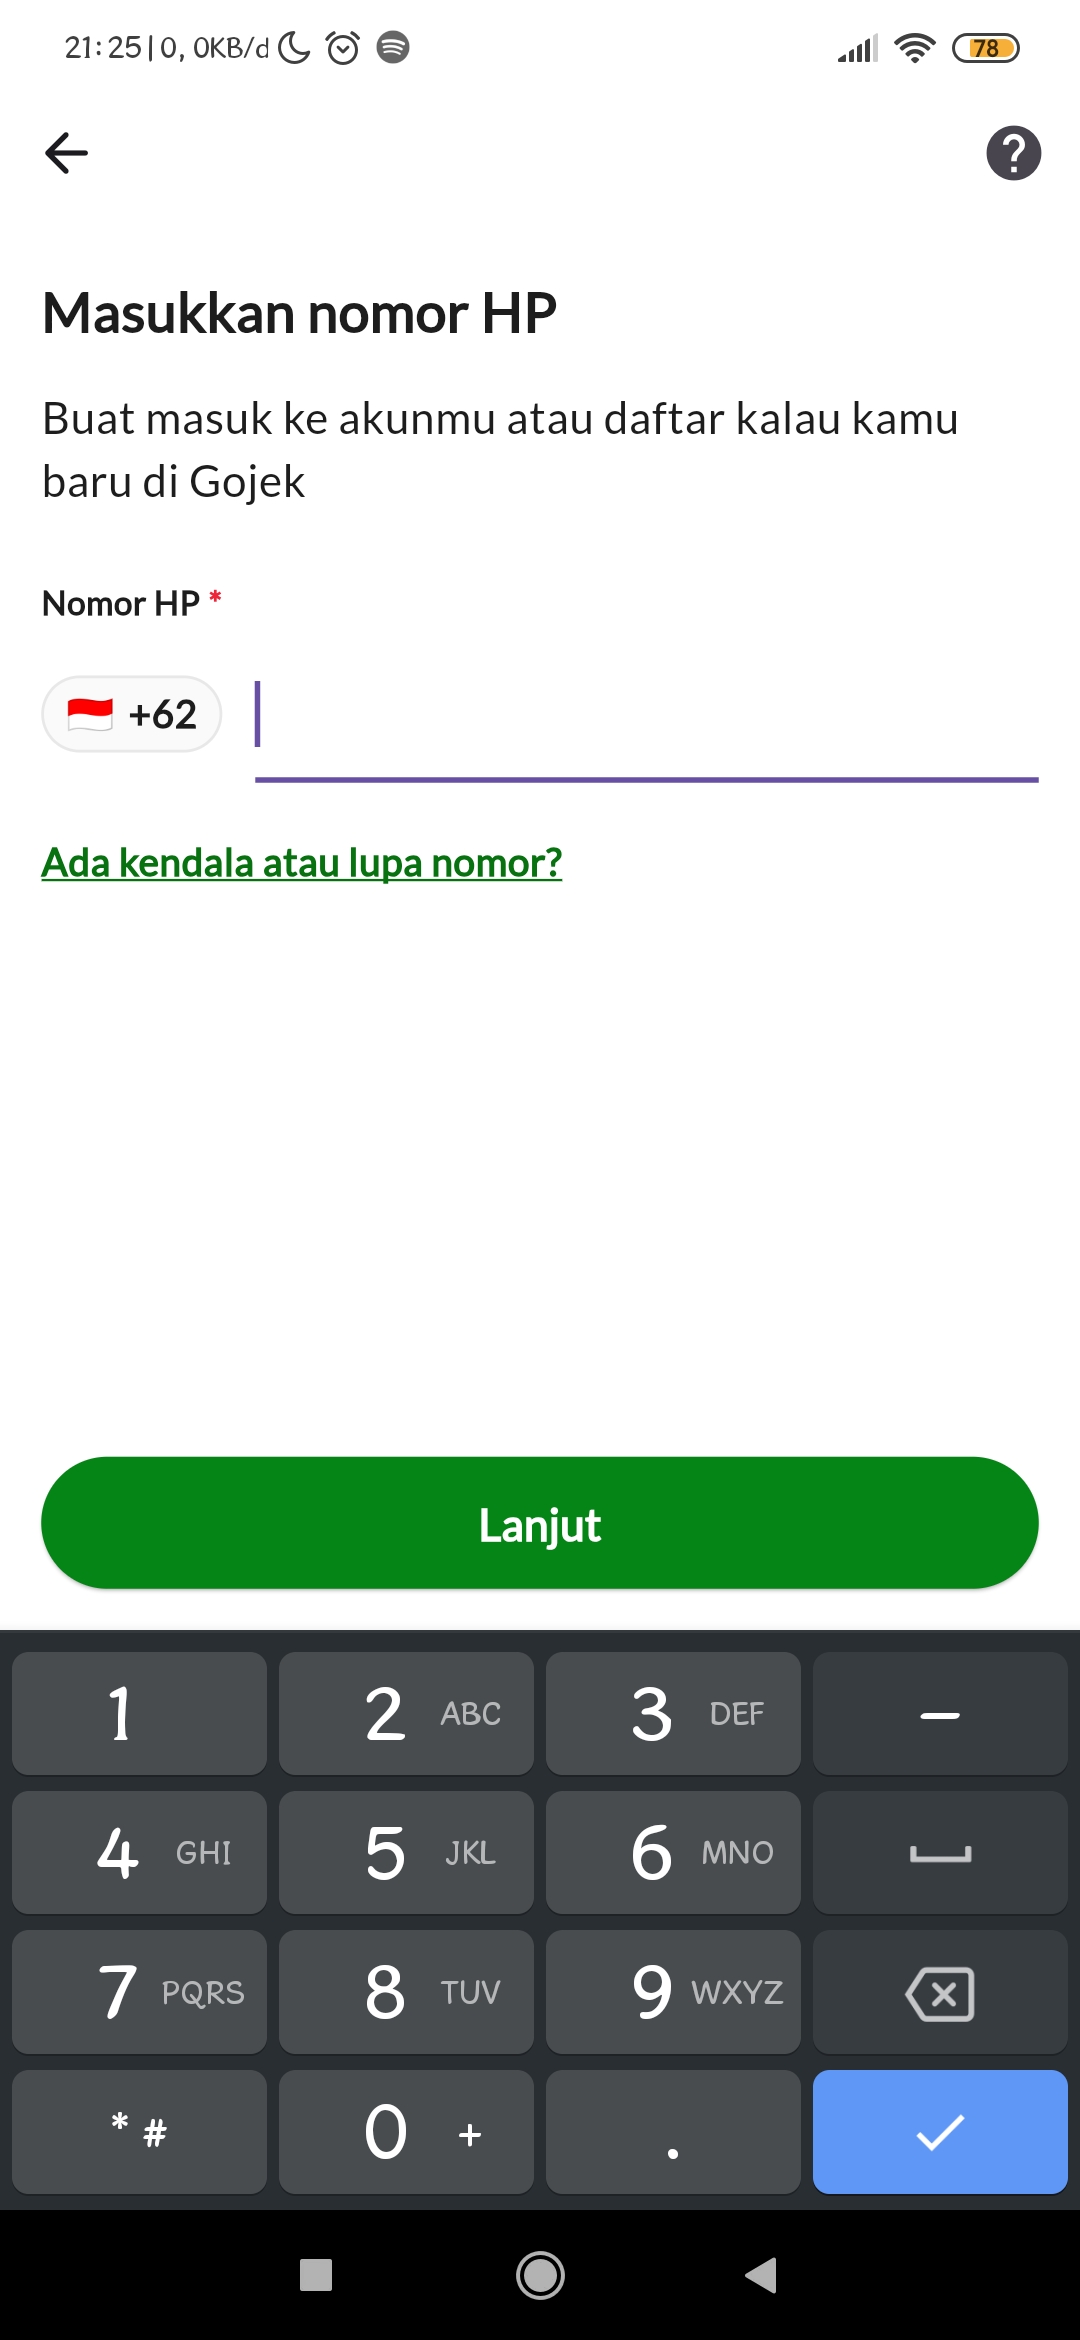 21:25 | 0, 0KB/d
78
Masukkan nomor HP
Buat masuk ke akunmu atau daftar kalau kamu
baru di Gojek
Nomor HP *
+62
Ada kendala atau lupa nomor?
Lanjut
1 2 ABC 3 DEF –
4 GHI 5 JKL 6 MNO
7 PQRS 8 TUV 9 WXYZ
* # 0 + .